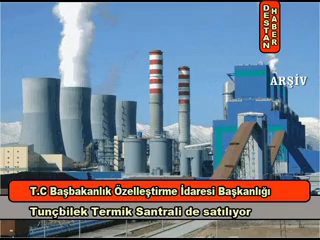 DESTAN
HABER
ARŞİV
T.C Başbakanlık Özelleştirme İdaresi Başkanlığı
Tunçbilek Termik Santrali de satılıyor